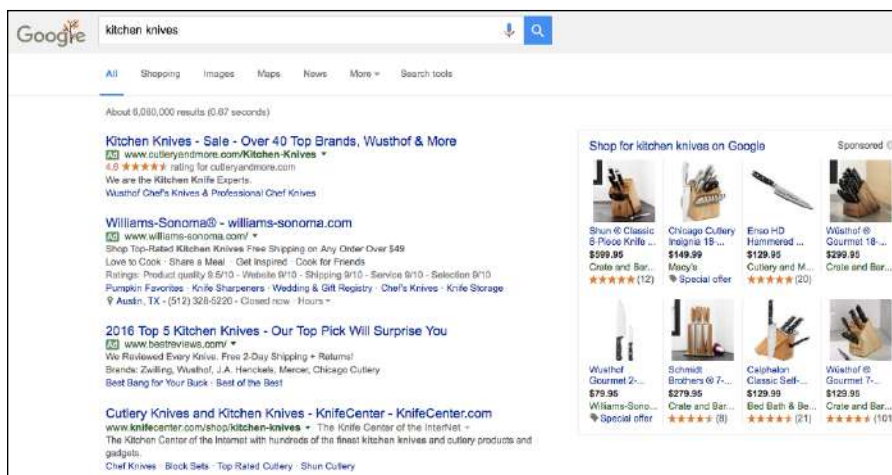 Google
kitchen knives
All Shopping Images Maps News More Search tools
About 6,060,000 results (0.67 seconds)
Kitchen Knives - Sale - Over 40 Top Brands, Wusthof & More
Ad www.cutleryandmore.com/Kitchen-Knives
4.6 ★★★★★ rating for cutleryandmore.com
We are the Kitchen Knife Experts.
Wusthof Chef's Knives & Professional Chef Knives
Williams-Sonoma® - williams-sonoma.com
Ad www.williams-sonoma.com/
Shop Top-Rated Kitchen Knives Free Shipping on Any Order Over $49
Love to Cook · Share a Meal · Get Inspired · Cook for Friends
Ratings: Product quality 9.5/10 - Website 9/10 - Shipping 9/10 - Service 9/10 - Selection 9/10
Pumpkin Favorites · Knife Sharpeners · Wedding & Gift Registry · Chef's Knives · Knife Storage
Austin, TX - (512) 328-5220 - Closed now · Hours
2016 Top 5 Kitchen Knives - Our Top Pick Will Surprise You
Ad www.bestreviews.com/
We Reviewed Every Knive. Free 2-Day Shipping + Returns!
Brands: Zwilling, Wusthof, J.A. Henckels, Mercer, Chicago Cutlery
Best Bang for Your Buck · Best of the Best
Cutlery Knives and Kitchen Knives - KnifeCenter - KnifeCenter.com
www.knifecenter.com/shop/kitchen-knives The Knife Center of the InterNet
The Kitchen Center of the Internet with hundreds of the finest kitchen knives and cutlery products and
gadgets.
Chef Knives · Block Sets · Top Rated Cutlery · Shun Cutlery
Shop for kitchen knives on Google Sponsored
Shun ® Classic Chicago Cutlery Enso HD Wüsthof ®
8-Piece Knife ... Insignia 18-... Hammered ... Gourmet 18-...
$599.95 $149.99 $129.95 $299.95
Crate and Bar... Macy's Cutlery and M... Crate and Bar...
★★★★★ (12) Special offer ★★★★★ (20)
Wusthof Schmidt Calphalon Wüsthof ®
Gourmet 2-... Brothers ® 7-... Classic Self-... Gourmet 7-...
$79.95 $279.95 $129.99 $129.95
Williams-Sono... Crate and Bar... Bed Bath & Be... Crate and Bar...
Special offer ★★★★★ (8) ★★★★★ (21) ★★★★★ (101